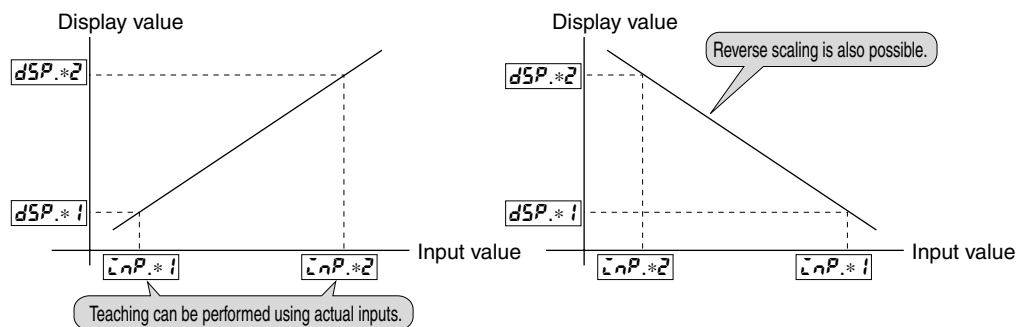 Display value
dSP.*2
dSP.*1
Input value
inP.*1
inP.*2
Teaching can be performed using actual inputs.
Display value
Reverse scaling is also possible.
dSP.*2
dSP.*1
Input value
inP.*2
inP.*1